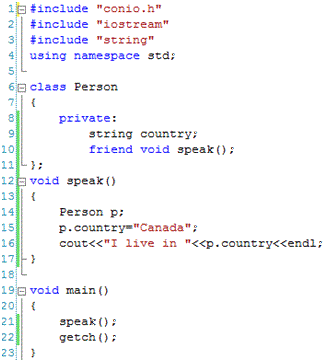 1 #include "conio.h"
2 #include "iostream"
3 #include "string"
4 using namespace std;
5
6 class Person
7 {
8     private:
9         string country;
10         friend void speak();
11 };
12 void speak()
13 {
14     Person p;
15     p.country="Canada";
16     cout<<"I live in "<<p.country<<endl;
17 }
18
19 void main()
20 {
21     speak();
22     getch();
23 }